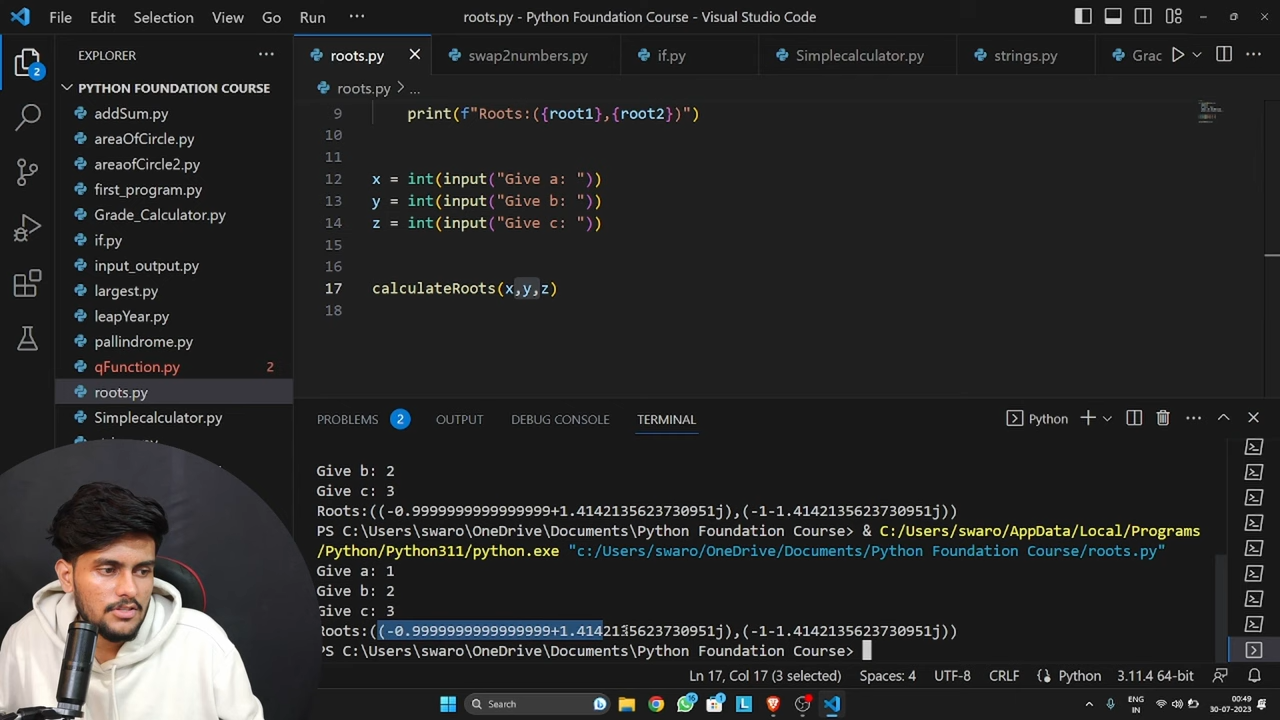 File Edit Selection View Go Run ··· roots.py - Python Foundation Course - Visual Studio Code
EXPLORER ···
roots.py swap2numbers.py if.py Simplecalculator.py strings.py Grac ···
2
PYTHON FOUNDATION COURSE
roots.py > ...
addSum.py
areaOfCircle.py
areaofCircle2.py
first_program.py
Grade_Calculator.py
if.py
input_output.py
largest.py
leapYear.py
pallindrome.py
qFunction.py 2
roots.py
Simplecalculator.py
9 print(f"Roots:({root1},{root2})")
10
11
12 x = int(input("Give a: "))
13 y = int(input("Give b: "))
14 z = int(input("Give c: "))
15
16
17 calculateRoots(x,y,z)
18
PROBLEMS 2 OUTPUT DEBUG CONSOLE TERMINAL Python ···
Give b: 2
Give c: 3
Roots:((-0.9999999999999999+1.4142135623730951j),(-1-1.4142135623730951j))
PS C:\Users\swaro\OneDrive\Documents\Python Foundation Course> & C:/Users/swaro/AppData/Local/Programs
/Python/Python311/python.exe "c:/Users/swaro/OneDrive/Documents/Python Foundation Course/roots.py"
Give a: 1
Give b: 2
Give c: 3
Roots:((-0.9999999999999999+1.4142135623730951j),(-1-1.4142135623730951j))
PS C:\Users\swaro\OneDrive\Documents\Python Foundation Course>
Ln 17, Col 17 (3 selected) Spaces: 4 UTF-8 CRLF Python 3.11.4 64-bit
Search 16 ENG IN 00:49 30-07-2023